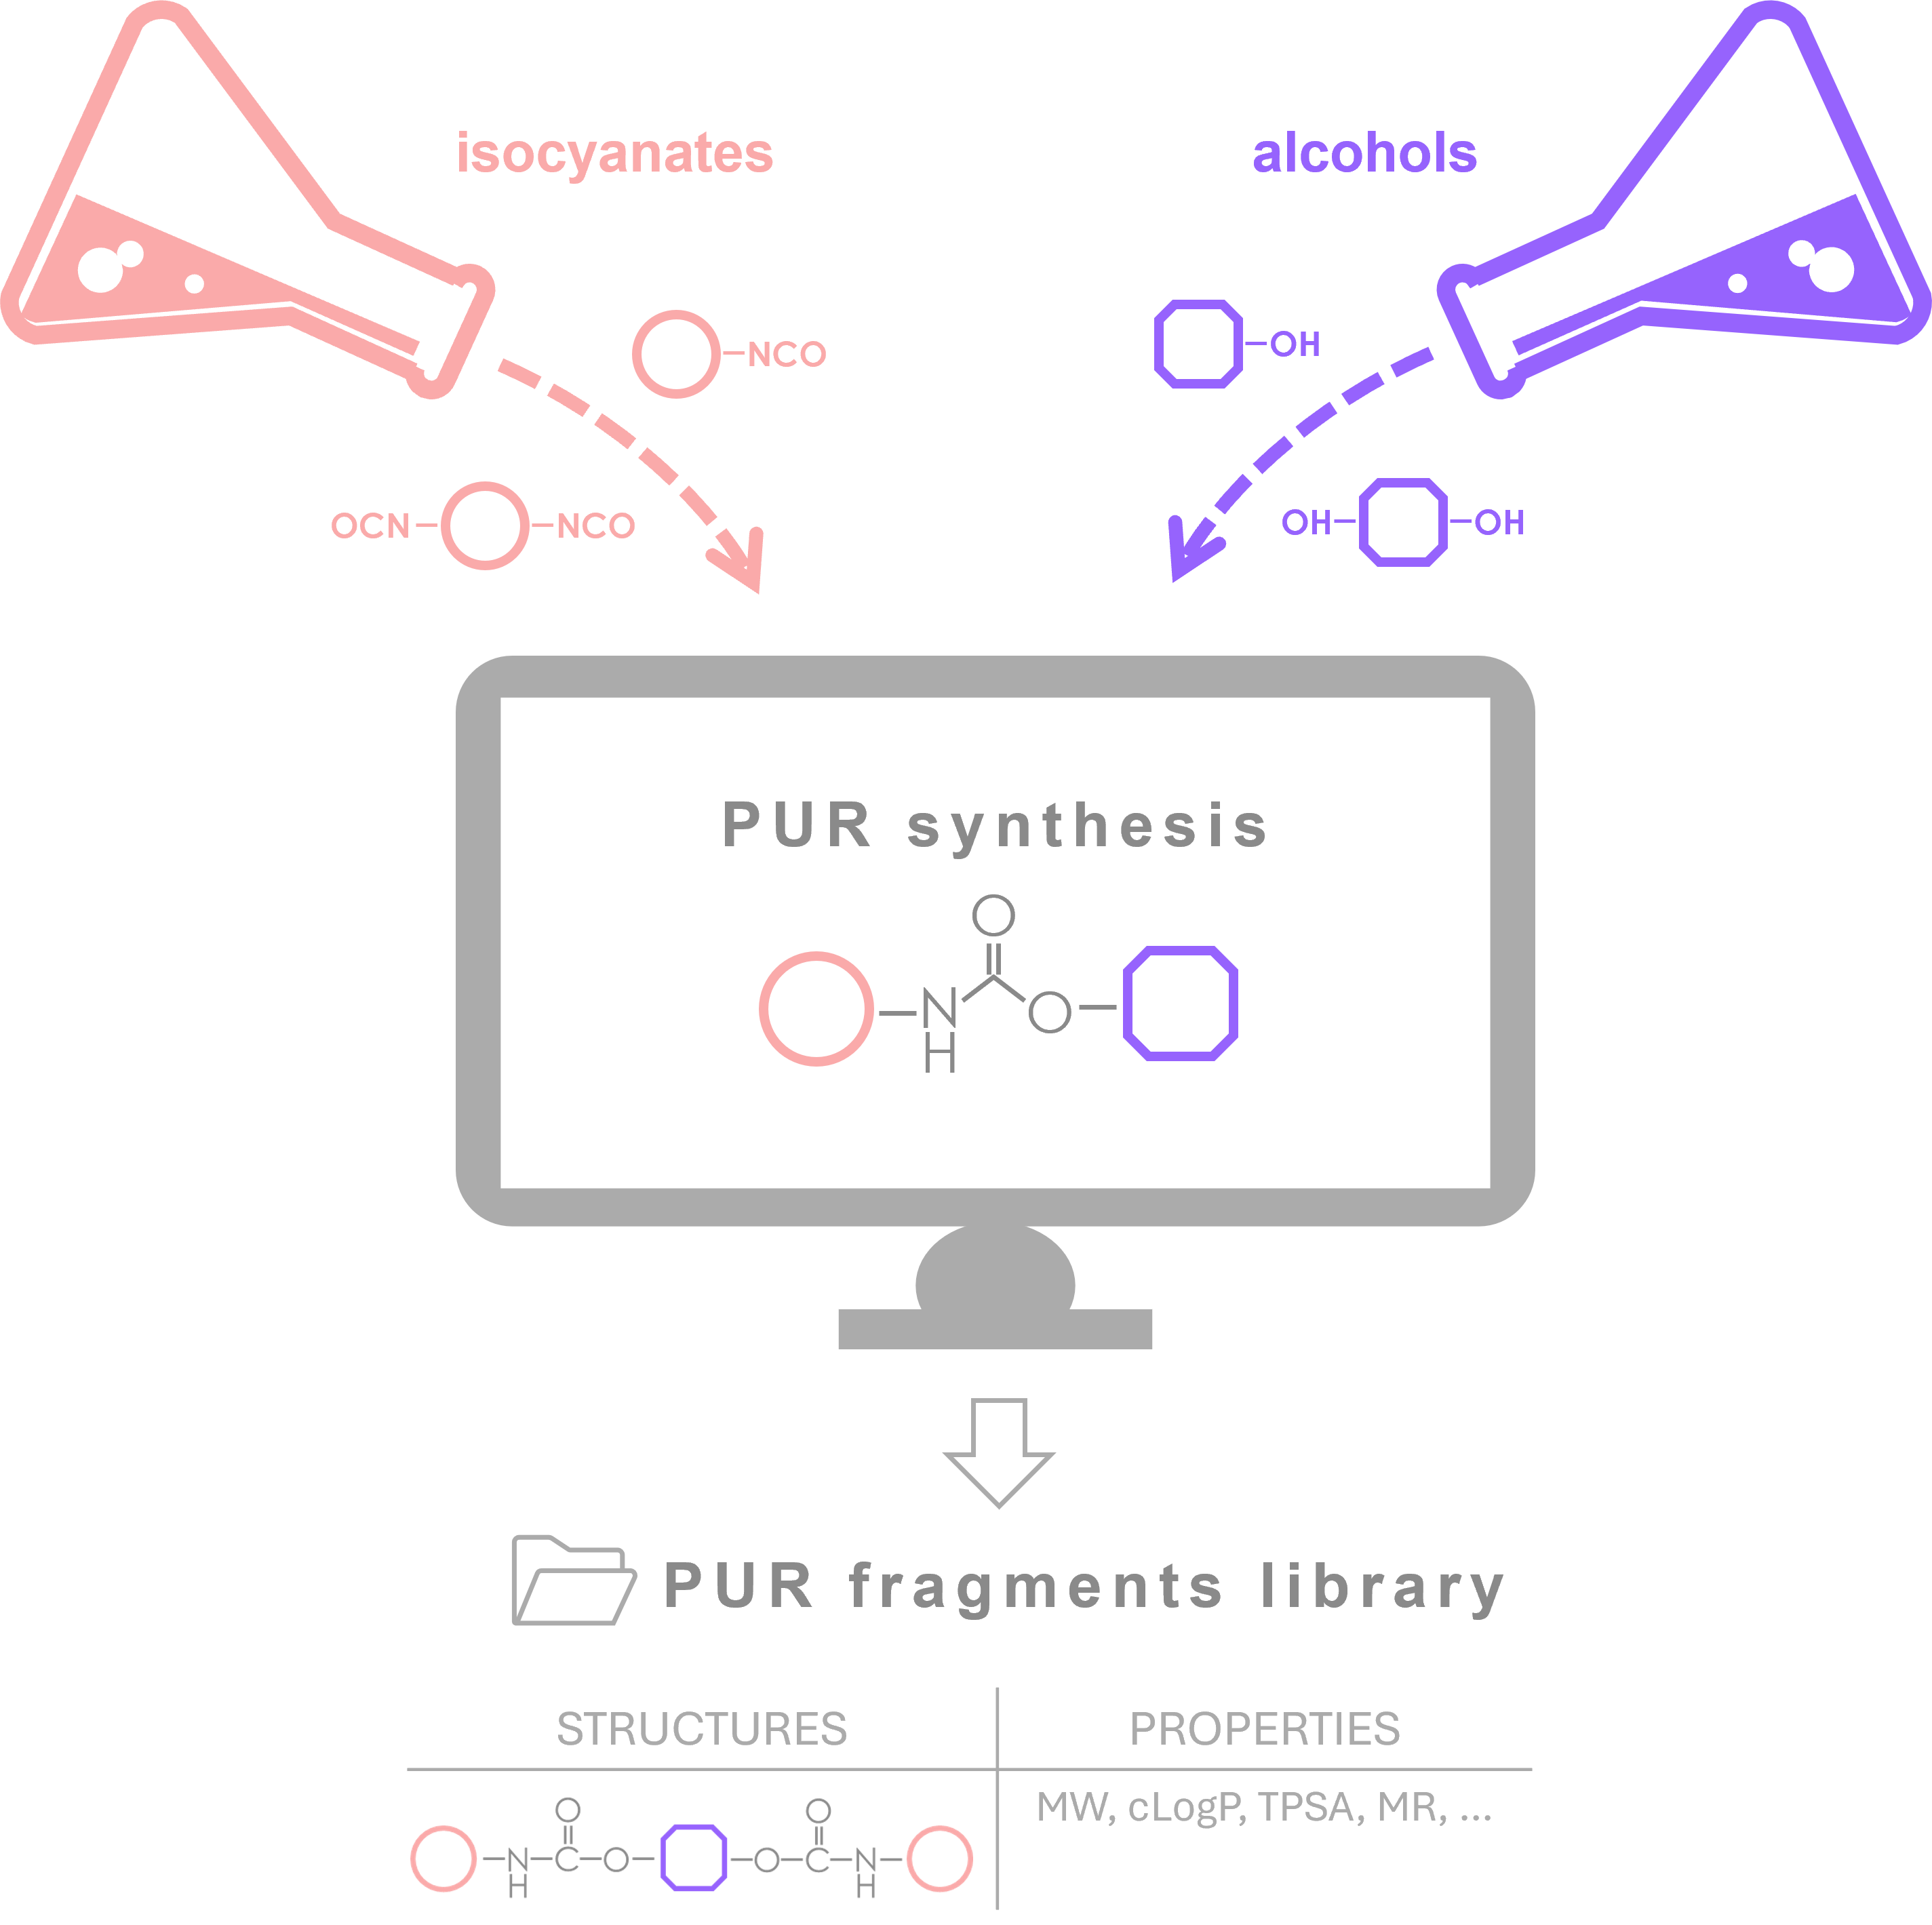 isocyanates
alcohols
NCO
OH
OCN NCO
OH OH
PUR synthesis
O
N
H
O
PUR fragments library
STRUCTURES
PROPERTIES
MW, cLogP, TPSA, MR, ...
O O
N C O O C N
H H